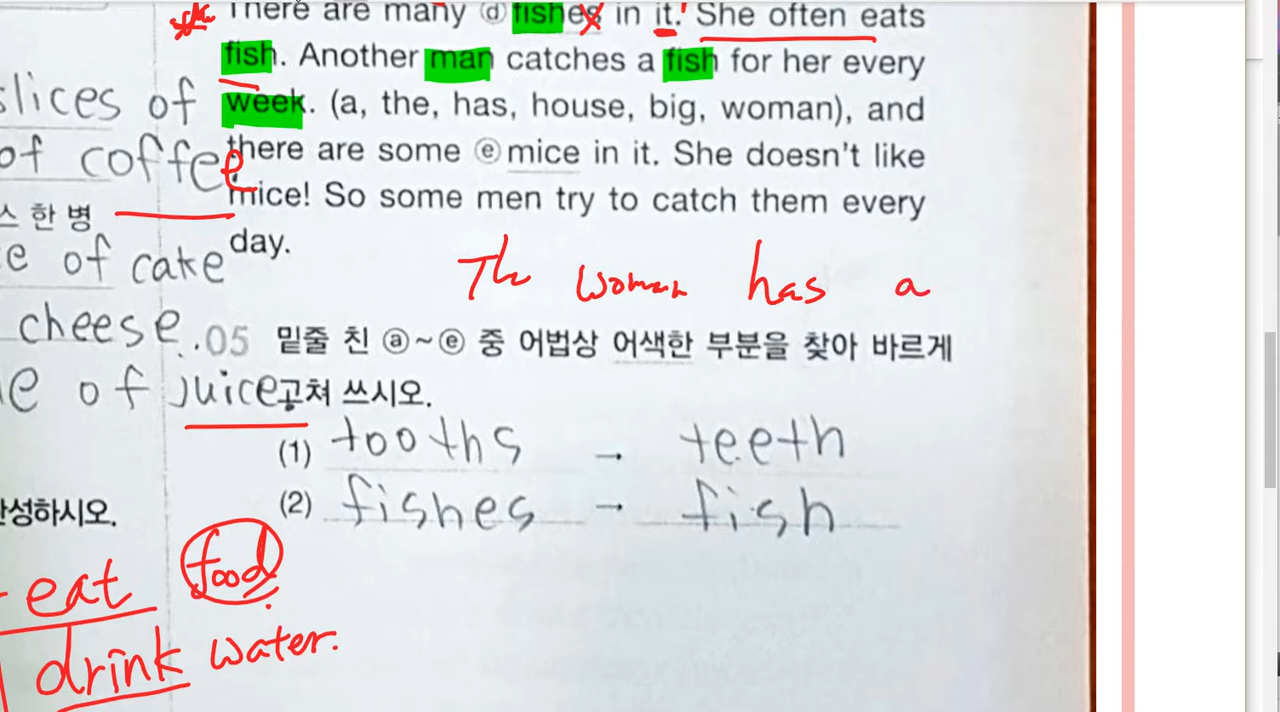 There are many ⓓ fishes in it. She often eats
fish. Another man catches a fish for her every
week. (a, the, has, house, big, woman), and
there are some ⓔ mice in it. She doesn't like
mice! So some men try to catch them every
day.
The woman has a
slices of
of coffee
스 한 병
e of cake
cheese.
e of juice
05 밑줄 친 ⓐ~ⓔ 중 어법상 어색한 부분을 찾아 바르게
고쳐 쓰시오.
(1) tooths → teeth
(2) fishes → fish
성하시오.
eat food
drink water.